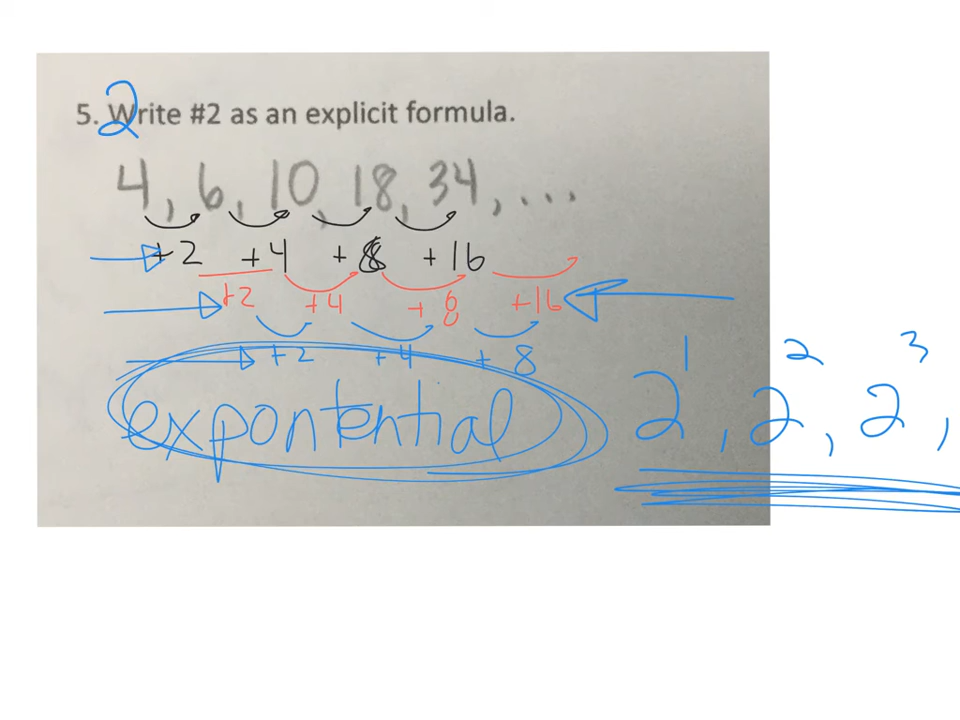 2
5. Write #2 as an explicit formula.
4, 6, 10, 18, 34, ...
+2 +4 +8 +16
+2 +4 +8 +16
+2 +4 +8
expontential
2¹, 2², 2³,